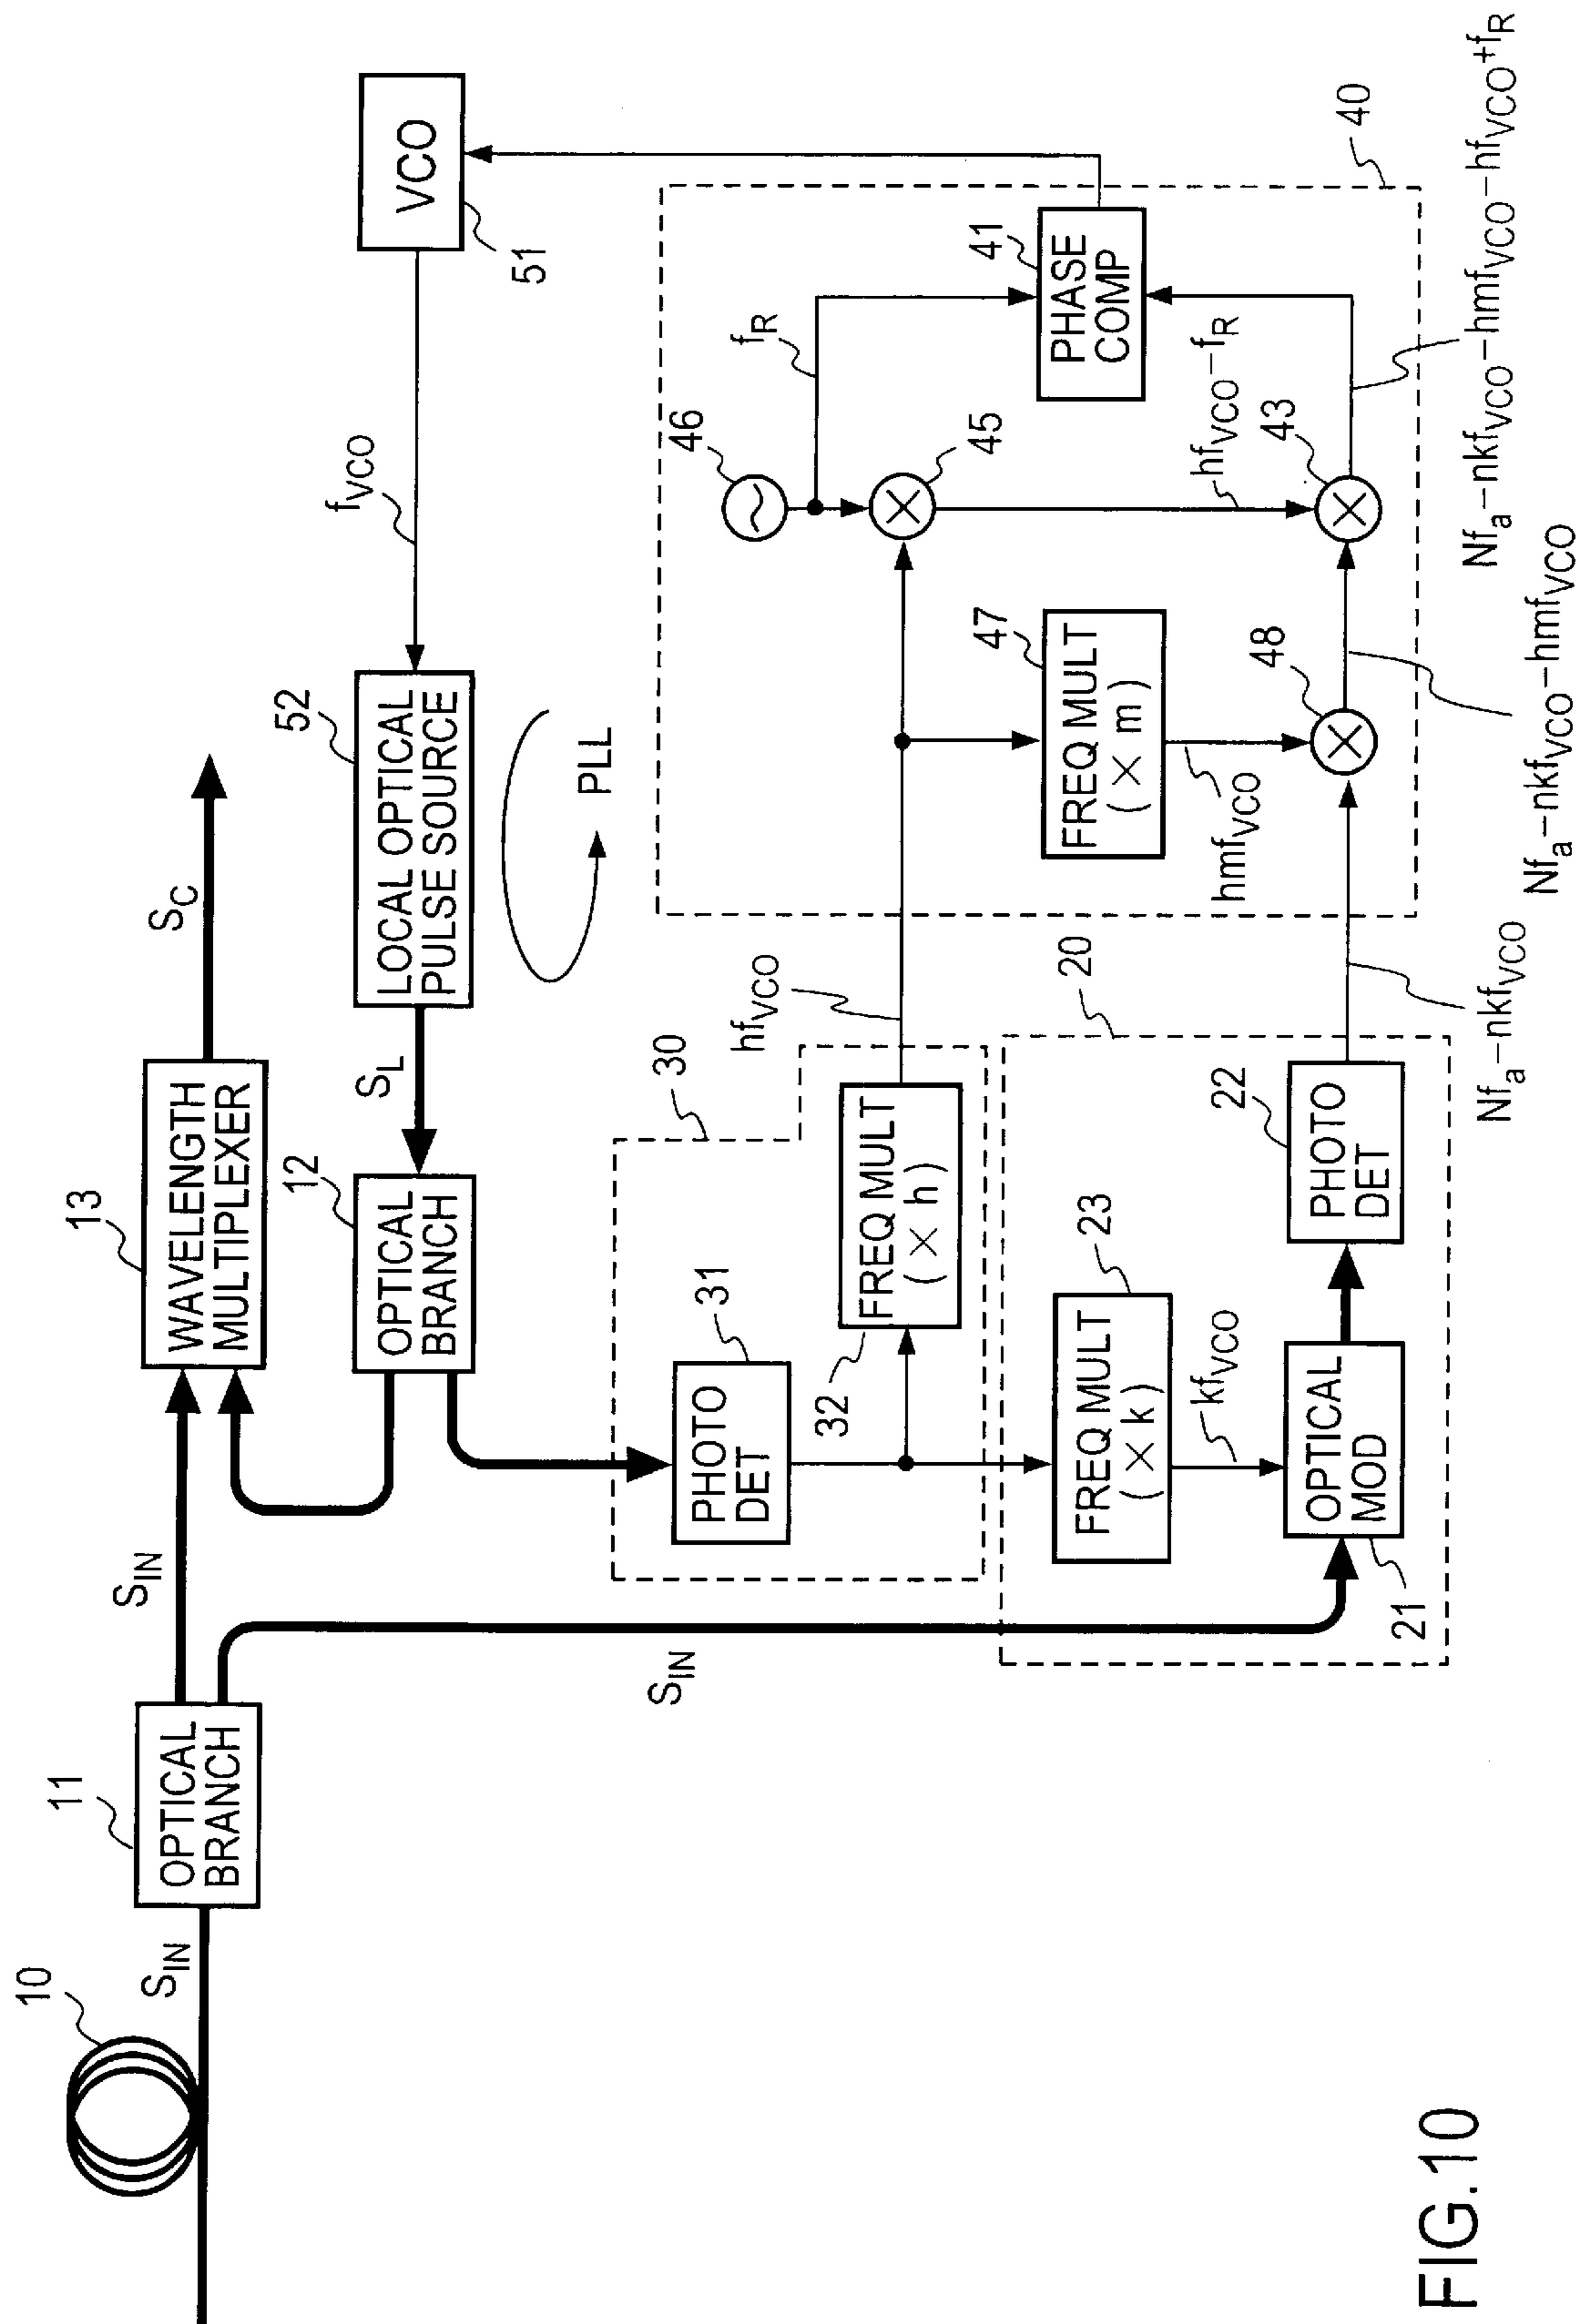 10
S_IN
11
OPTICAL
BRANCH
S_IN
13
WAVELENGTH
MULTIPLEXER
S_C
12
OPTICAL
BRANCH
S_L
52
LOCAL OPTICAL
PULSE SOURCE
f_VCO
VCO
51
PLL
S_IN
30
PHOTO
DET
31
32
FREQ MULT
(×h)
hf_VCO
20
FREQ MULT
(×k)
23
kf_VCO
OPTICAL
MOD
21
22
PHOTO
DET
Nf_a−nkf_VCO
40
46
f_R
45
41
PHASE
COMP
47
FREQ MULT
(×m)
hmf_VCO
48
hf_VCO−f_R
43
Nf_a−nkf_VCO−hmf_VCO
Nf_a−nkf_VCO−hmf_VCO−hf_VCO+f_R
FIG.10